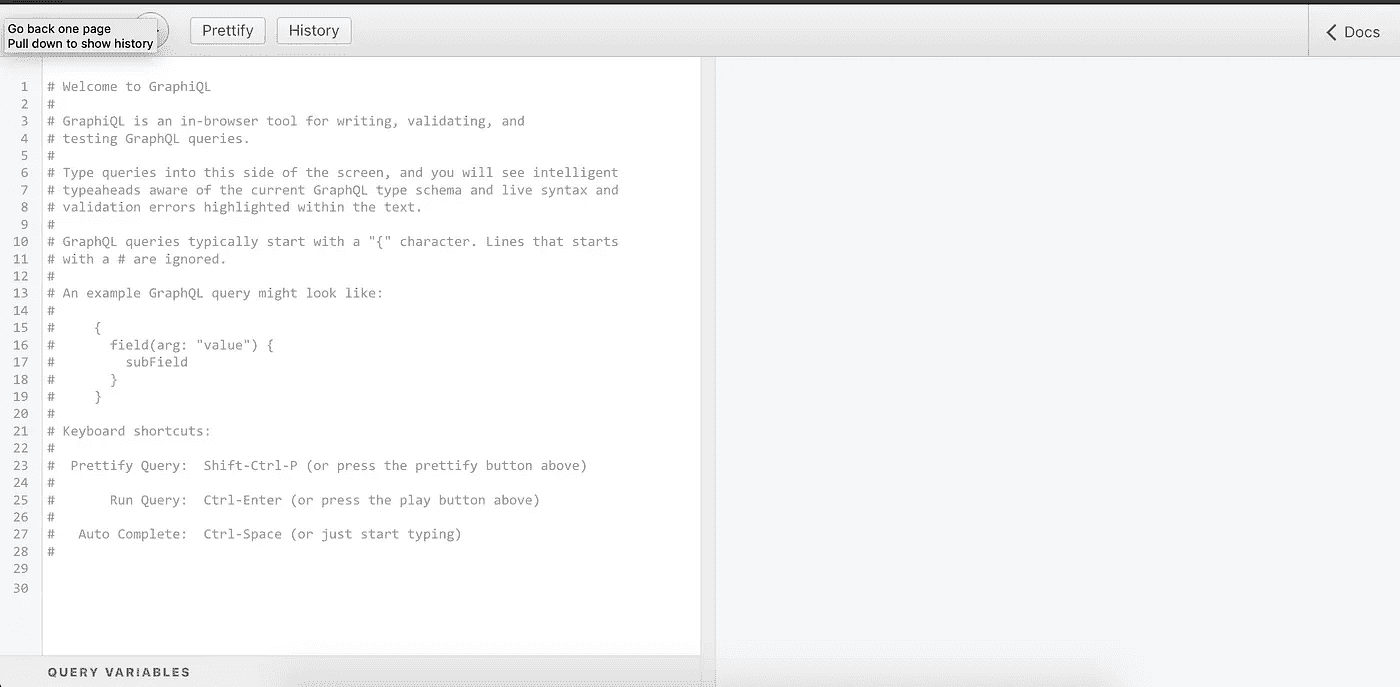 Go back one page
Pull down to show history
Prettify
History
Docs
1 # Welcome to GraphiQL
2 #
3 # GraphiQL is an in-browser tool for writing, validating, and
4 # testing GraphQL queries.
5 #
6 # Type queries into this side of the screen, and you will see intelligent
7 # typeaheads aware of the current GraphQL type schema and live syntax and
8 # validation errors highlighted within the text.
9 #
10 # GraphQL queries typically start with a "{" character. Lines that starts
11 # with a # are ignored.
12 #
13 # An example GraphQL query might look like:
14 #
15 #     {
16 #       field(arg: "value") {
17 #         subField
18 #       }
19 #     }
20 #
21 # Keyboard shortcuts:
22 #
23 #  Prettify Query:  Shift-Ctrl-P (or press the prettify button above)
24 #
25 #       Run Query:  Ctrl-Enter (or press the play button above)
26 #
27 #   Auto Complete:  Ctrl-Space (or just start typing)
28 #
29
30
QUERY VARIABLES